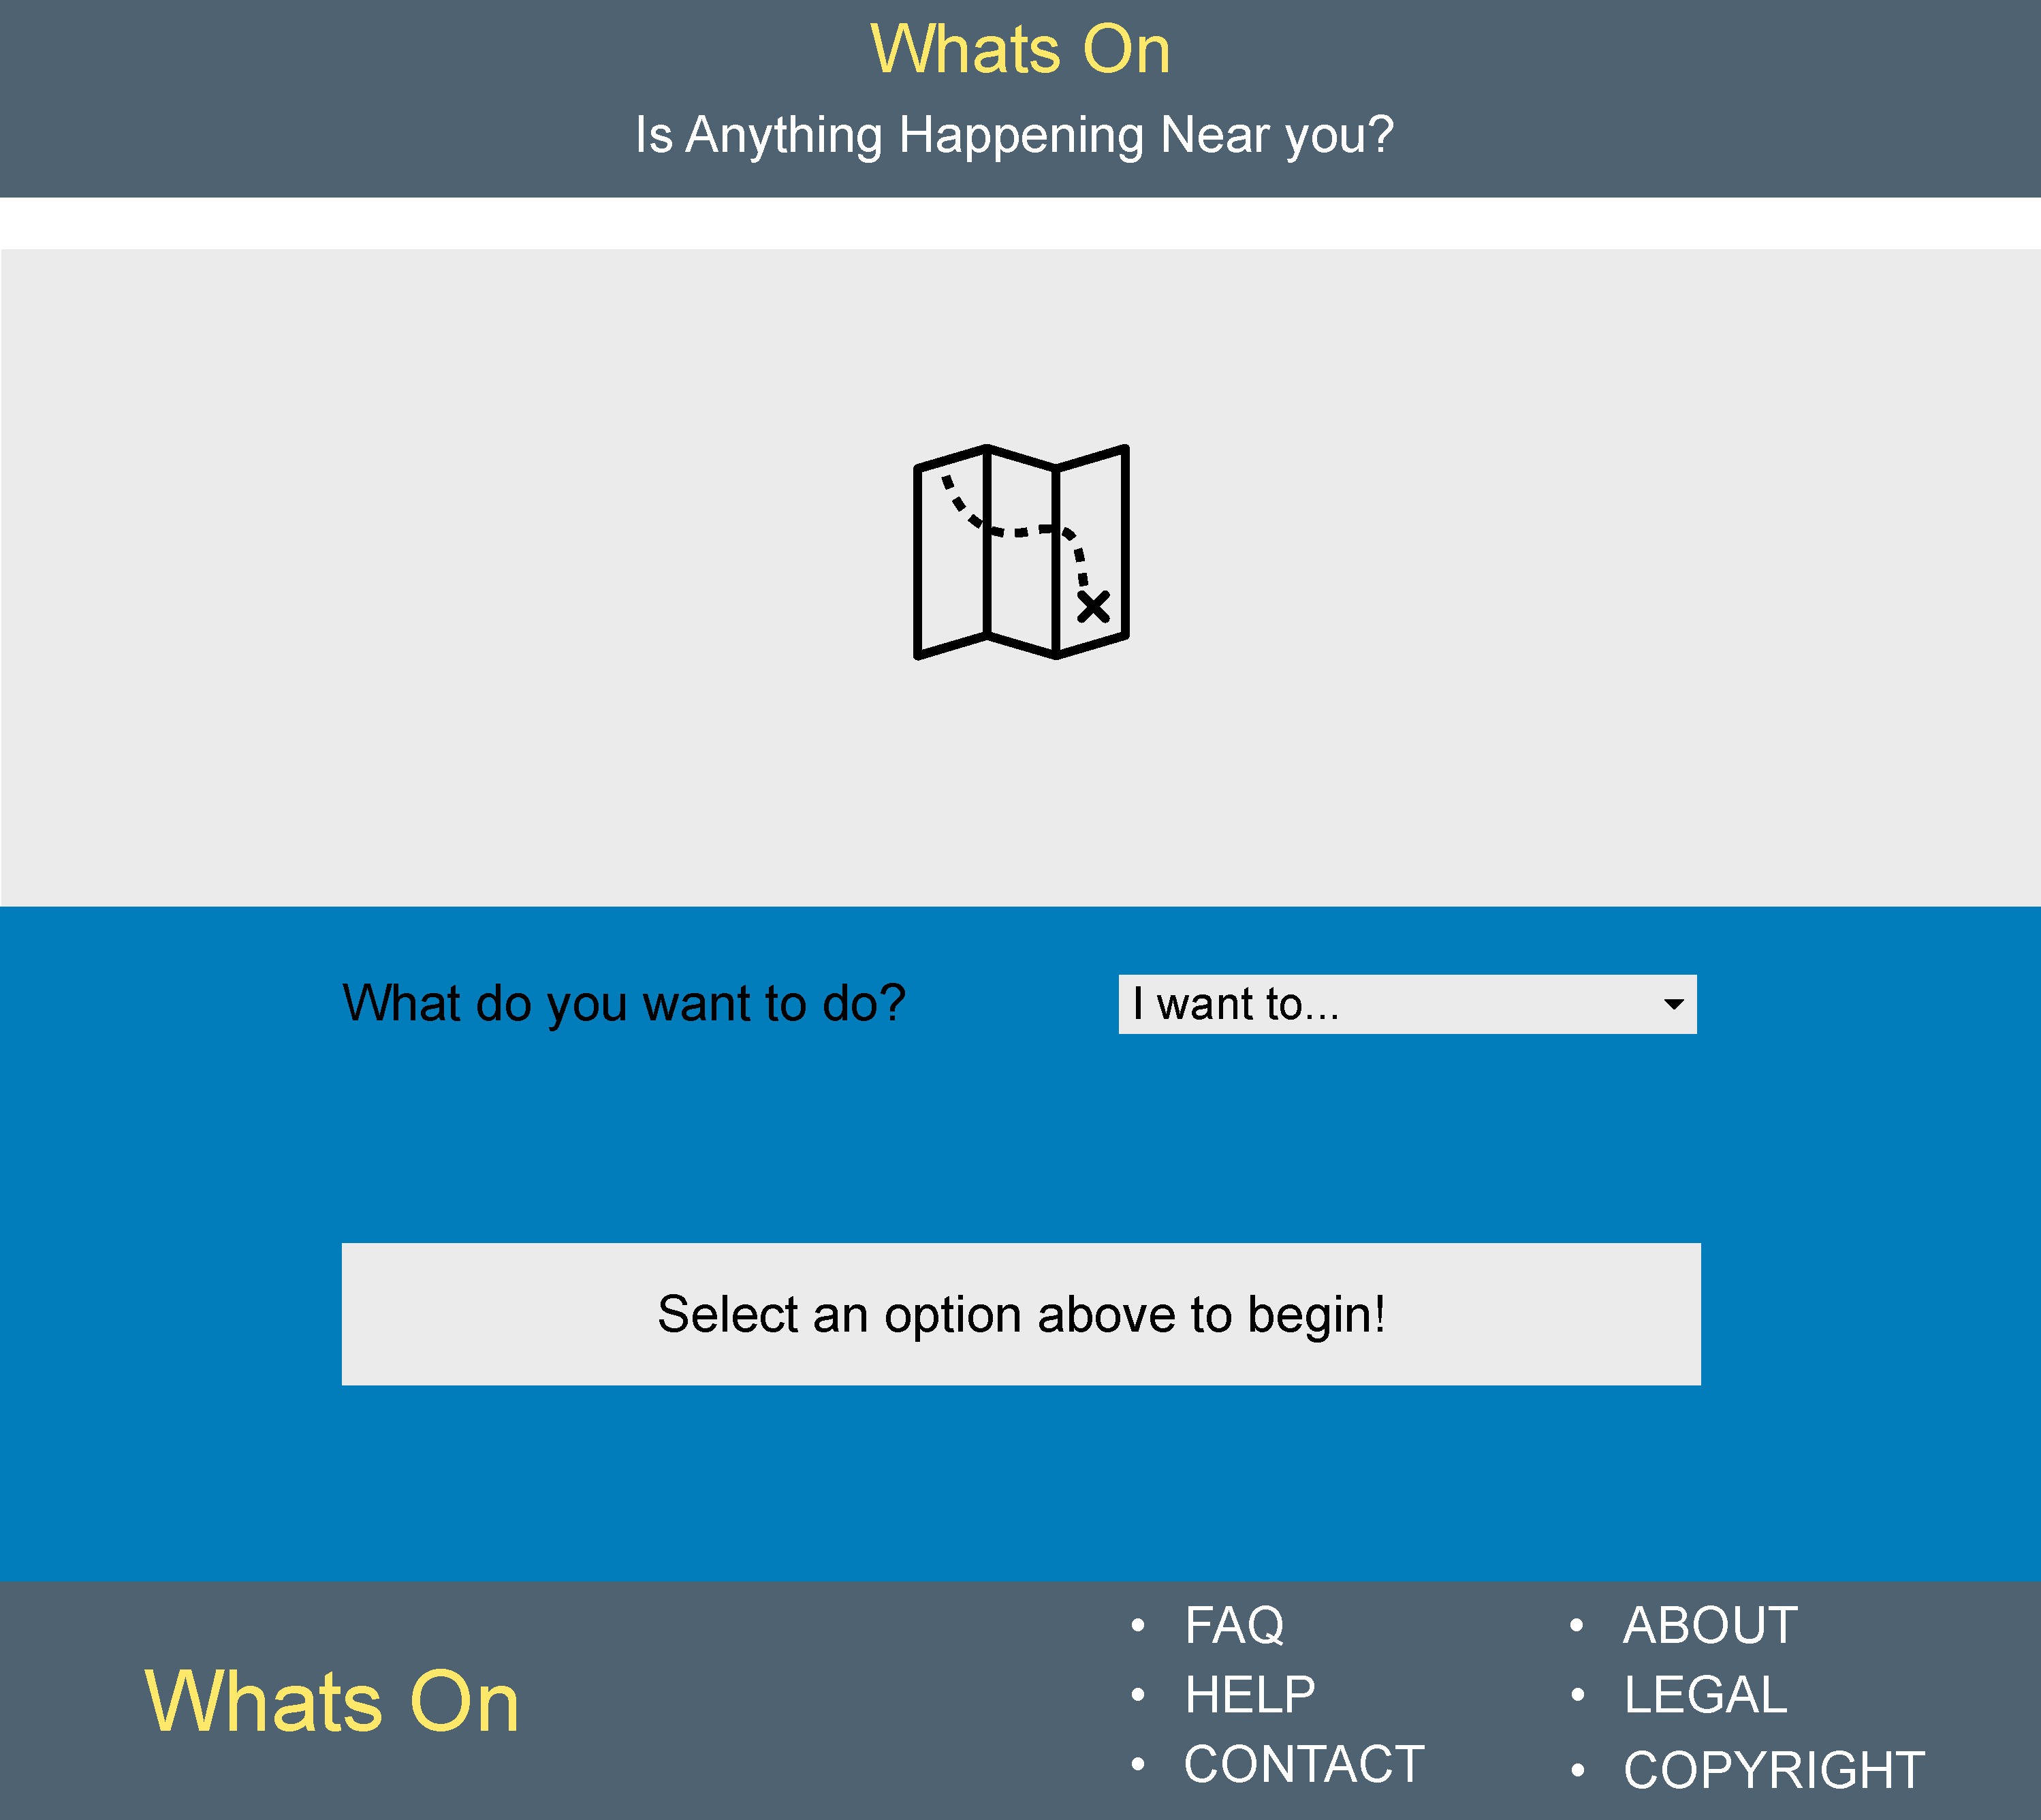 Whats On
Is Anything Happening Near you?
What do you want to do?
I want to...
Select an option above to begin!
Whats On
• FAQ
• HELP
• CONTACT
• ABOUT
• LEGAL
• COPYRIGHT